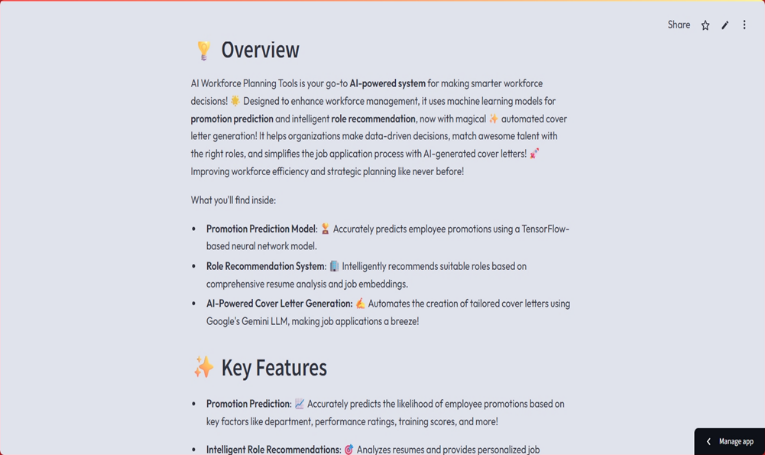 Share
💡 Overview
AI Workforce Planning Tools is your go-to AI-powered system for making smarter workforce
decisions! 🌟 Designed to enhance workforce management, it uses machine learning models for
promotion prediction and intelligent role recommendation, now with magical ✨ automated cover
letter generation! It helps organizations make data-driven decisions, match awesome talent with
the right roles, and simplifies the job application process with AI-generated cover letters! 🚀
Improving workforce efficiency and strategic planning like never before!
What you'll find inside:
• Promotion Prediction Model: 🏆 Accurately predicts employee promotions using a TensorFlow-
based neural network model.
• Role Recommendation System: 📘 Intelligently recommends suitable roles based on
comprehensive resume analysis and job embeddings.
• AI-Powered Cover Letter Generation: ✍️ Automates the creation of tailored cover letters using
Google's Gemini LLM, making job applications a breeze!
✨ Key Features
• Promotion Prediction: 📈 Accurately predicts the likelihood of employee promotions based on
key factors like department, performance ratings, training scores, and more!
• Intelligent Role Recommendations: 🎯 Analyzes resumes and provides personalized job
Manage app